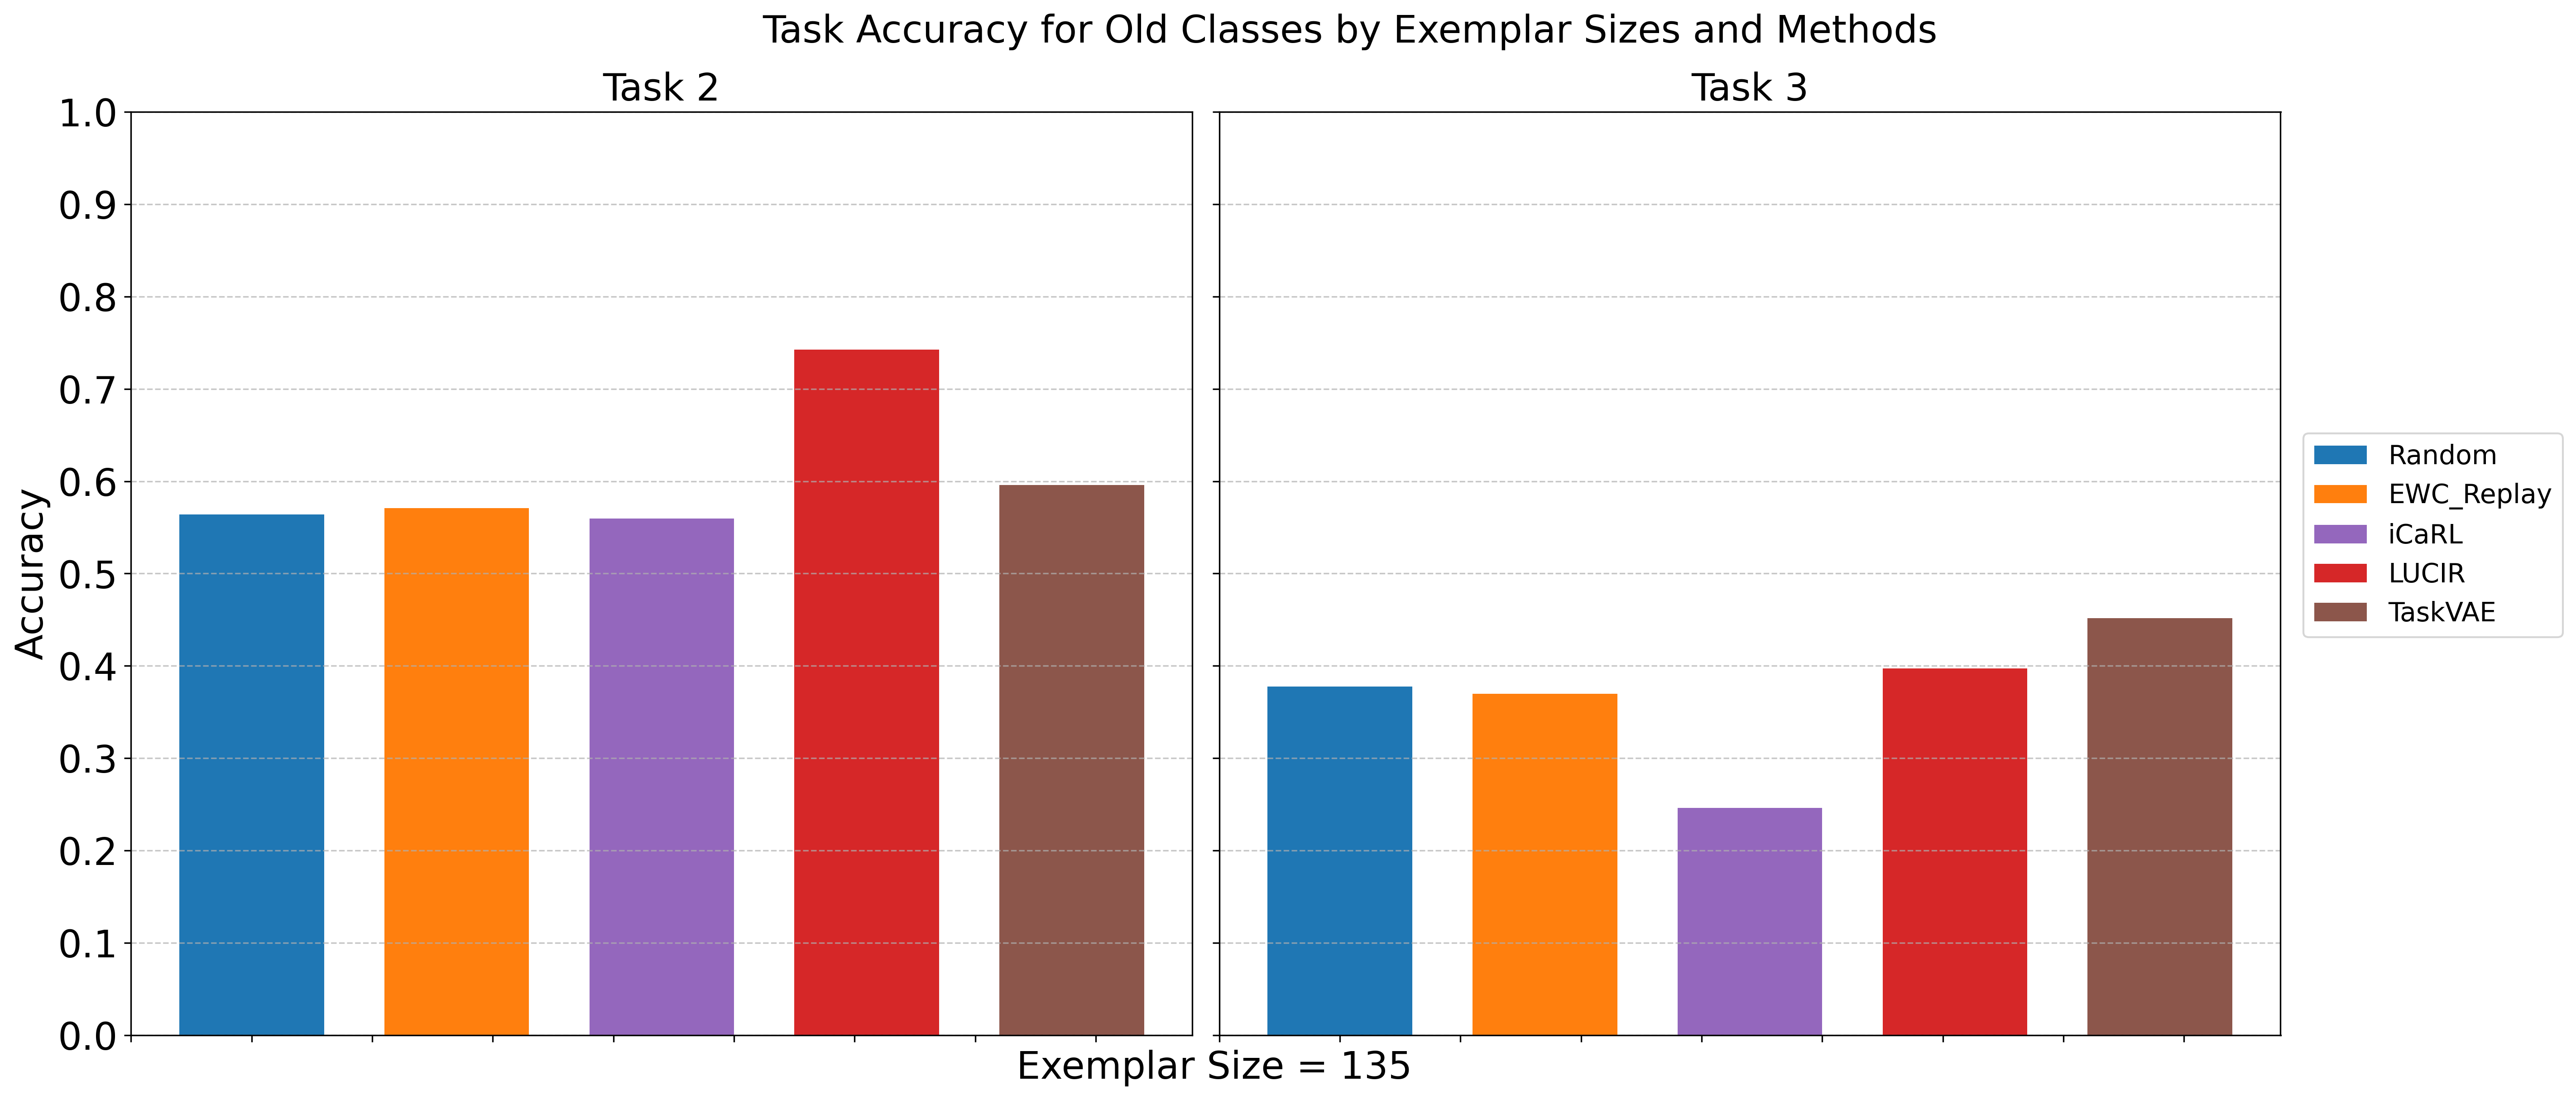 Task Accuracy for Old Classes by Exemplar Sizes and Methods
Task 2
Task 3
Accuracy
1.0
0.9
0.8
0.7
0.6
0.5
0.4
0.3
0.2
0.1
0.0
Exemplar Size = 135
Random
EWC_Replay
iCaRL
LUCIR
TaskVAE